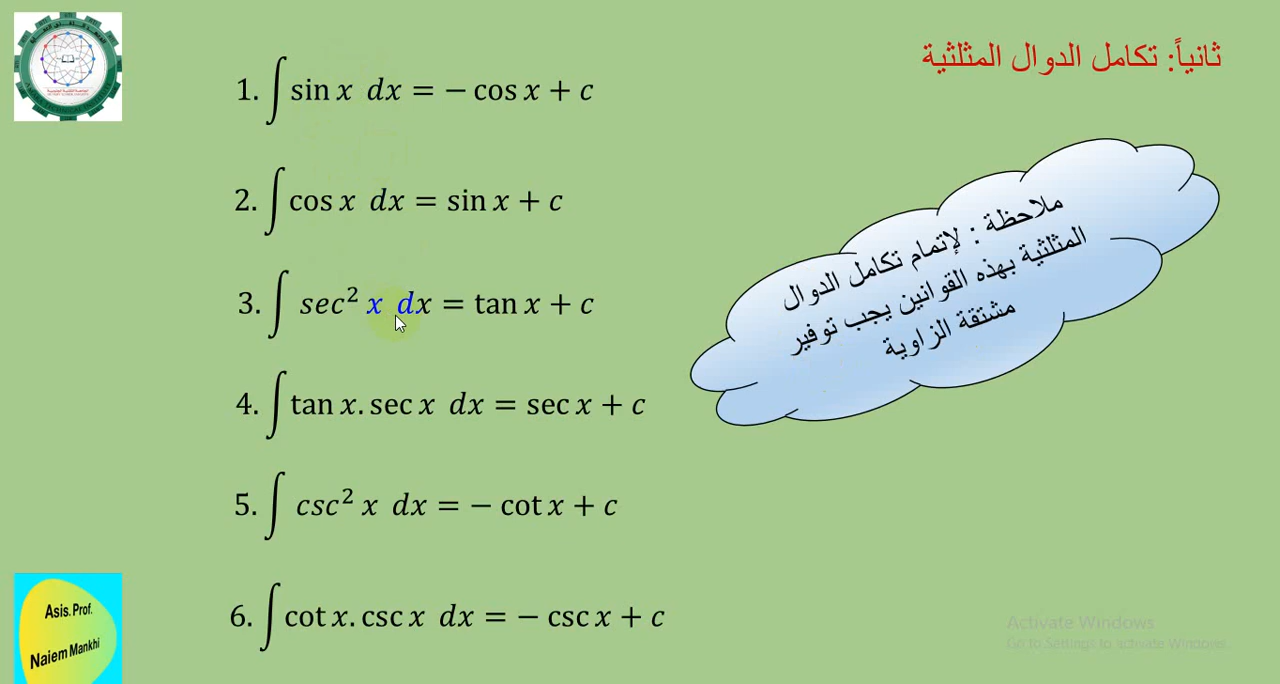 ثانياً: تكامل الدوال المثلثية
1. ∫ sin x dx = − cos x + c
2. ∫ cos x dx = sin x + c
3. ∫ sec² x dx = tan x + c
4. ∫ tan x. sec x dx = sec x + c
5. ∫ csc² x dx = − cot x + c
6. ∫ cot x. csc x dx = − csc x + c
ملاحظة : لإتمام تكامل الدوال
المثلثية بهذه القوانين يجب توفير
مشتقة الزاوية
Asis. Prof.
Naiem Mankhi
Activate Windows
Go to Settings to activate Windows.